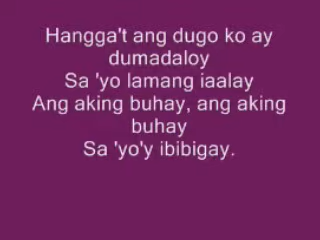 Hangga't ang dugo ko ay
dumadaloy
Sa 'yo lamang iaalay
Ang aking buhay, ang aking
buhay
Sa 'yo'y ibibigay.